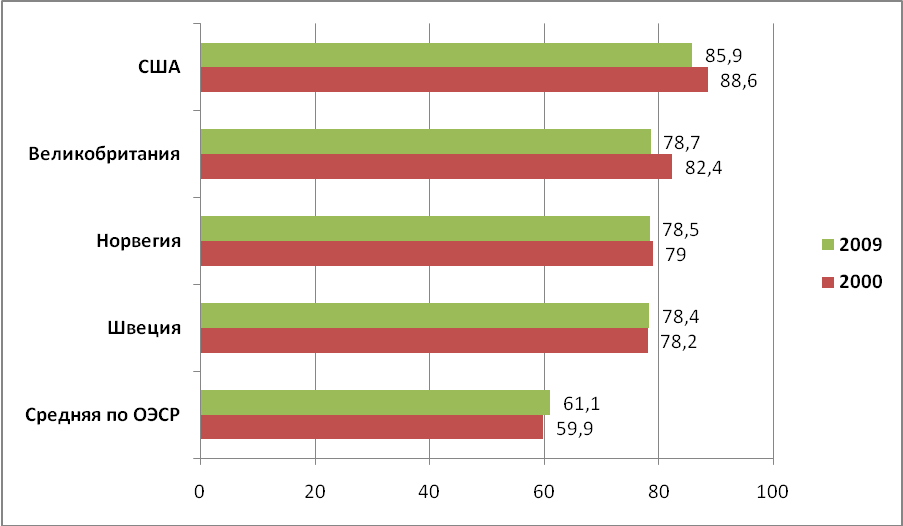 США
85,9
88,6
Великобритания
78,7
82,4
Норвегия
78,5
79
Швеция
78,4
78,2
Средняя по ОЭСР
61,1
59,9
0 20 40 60 80 100
2009
2000